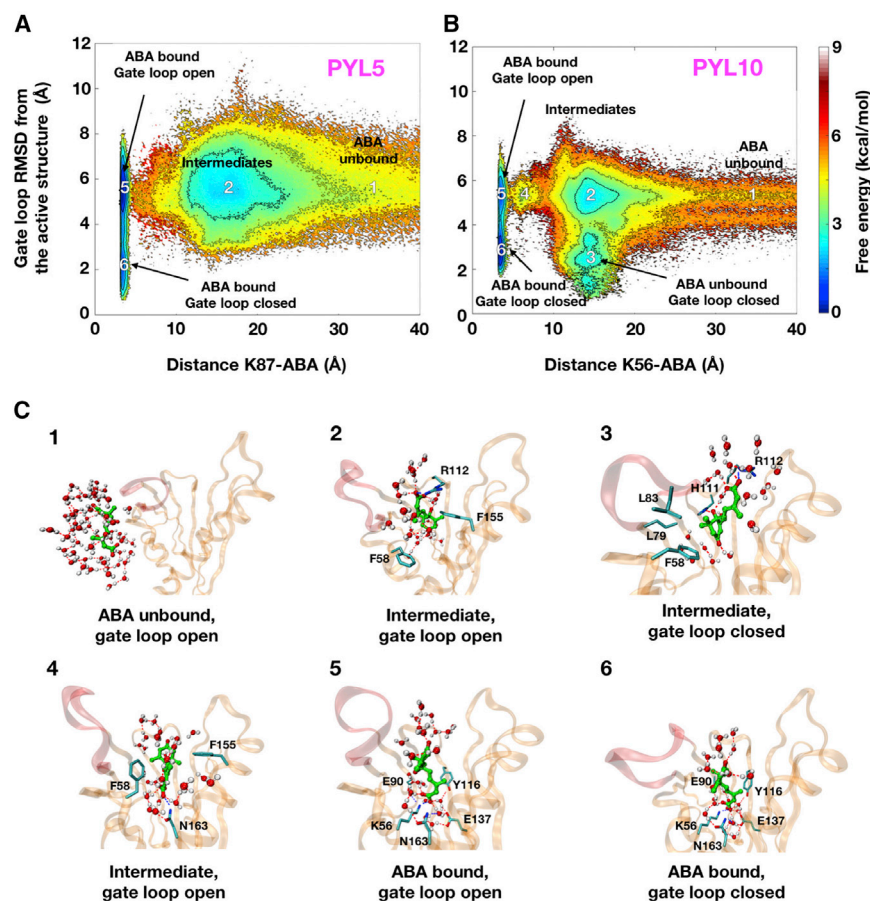 A
B
ABA bound
Gate loop open
PYL5
ABA bound
Gate loop open
PYL10
Intermediates
ABA
unbound
Intermediates
ABA
unbound
5
2
1
6
5
4
2
1
6
3
ABA bound
Gate loop closed
ABA bound
Gate loop closed
ABA unbound
Gate loop closed
Gate loop RMSD from
the active structure (Å)
12
10
8
6
4
2
0
0
10
20
30
40
Distance K87-ABA (Å)
12
10
8
6
4
2
0
0
10
20
30
40
Distance K56-ABA (Å)
9
6
3
0
Free energy (kcal/mol)
C
1
ABA unbound,
gate loop open
2
R112
F155
F58
Intermediate,
gate loop open
3
R112
H111
L83
L79
F58
Intermediate,
gate loop closed
4
F155
F58
N163
Intermediate,
gate loop open
5
E90
Y116
K56
E137
N163
ABA bound,
gate loop open
6
E90
Y116
K56
E137
N163
ABA bound,
gate loop closed